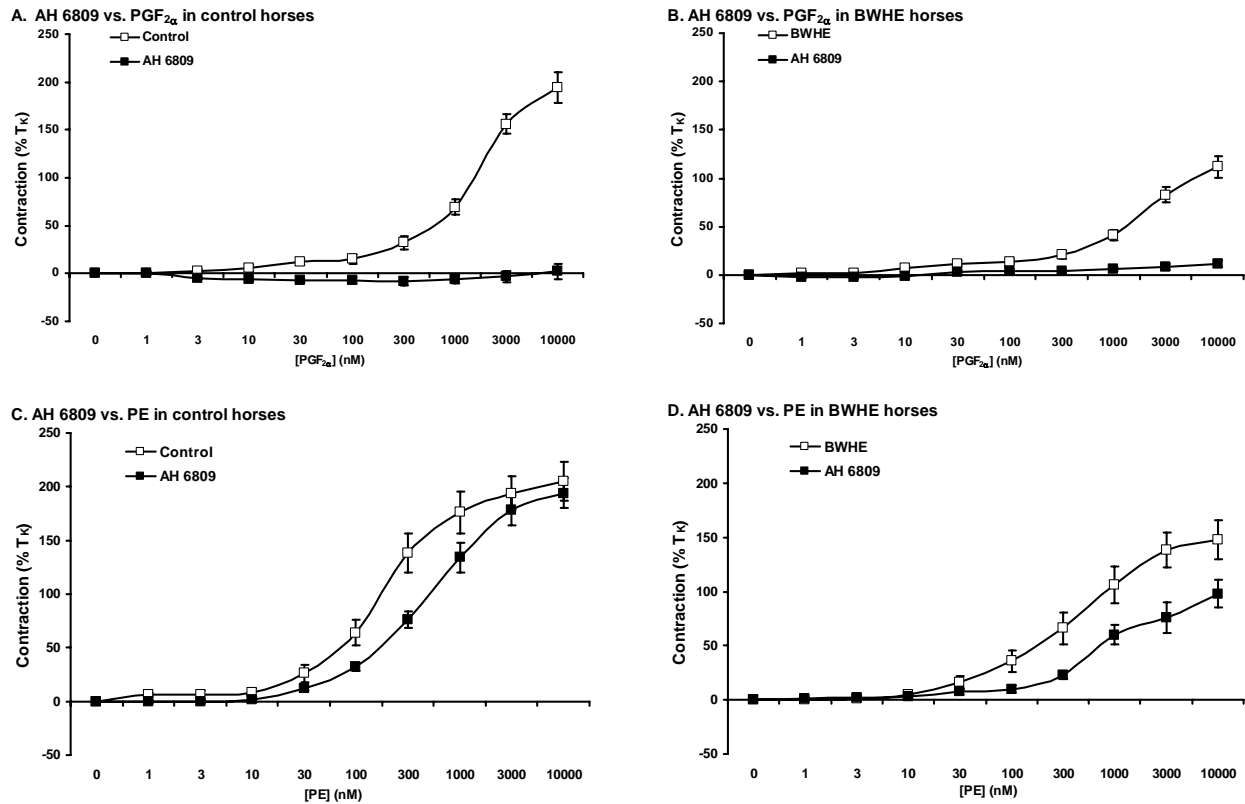 A. AH 6809 vs. PGF2α in control horses
Control
AH 6809
250
200
150
100
50
0
-50
Contraction (% TK)
0 1 3 10 30 100 300 1000 3000 10000
[PGF2α] (nM)
B. AH 6809 vs. PGF2α in BWHE horses
BWHE
AH 6809
250
200
150
100
50
0
-50
Contraction (% TK)
0 1 3 10 30 100 300 1000 3000 10000
[PGF2α] (nM)
C. AH 6809 vs. PE in control horses
Control
AH 6809
250
200
150
100
50
0
-50
Contraction (% TK)
0 1 3 10 30 100 300 1000 3000 10000
[PE] (nM)
D. AH 6809 vs. PE in BWHE horses
BWHE
AH 6809
250
200
150
100
50
0
-50
Contraction (% TK)
0 1 3 10 30 100 300 1000 3000 10000
[PE] (nM)